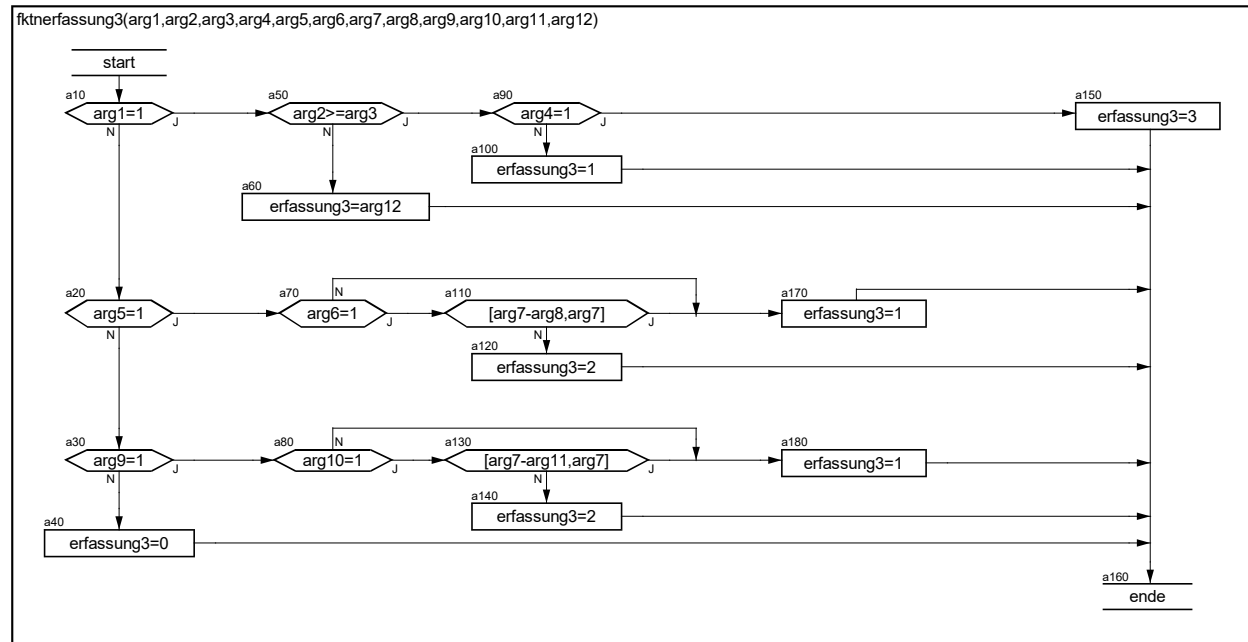 fktnerfassung3(arg1,arg2,arg3,arg4,arg5,arg6,arg7,arg8,arg9,arg10,arg11,arg12)
start
a10
arg1=1
J
N
a50
arg2>=arg3
J
N
a90
arg4=1
J
N
a150
erfassung3=3
a100
erfassung3=1
a60
erfassung3=arg12
a20
arg5=1
J
N
a70
N
arg6=1
J
a110
[arg7-arg8,arg7]
J
N
a170
erfassung3=1
a120
erfassung3=2
a30
arg9=1
J
N
a80
N
arg10=1
J
a130
[arg7-arg11,arg7]
J
N
a180
erfassung3=1
a140
erfassung3=2
a40
erfassung3=0
a160
ende